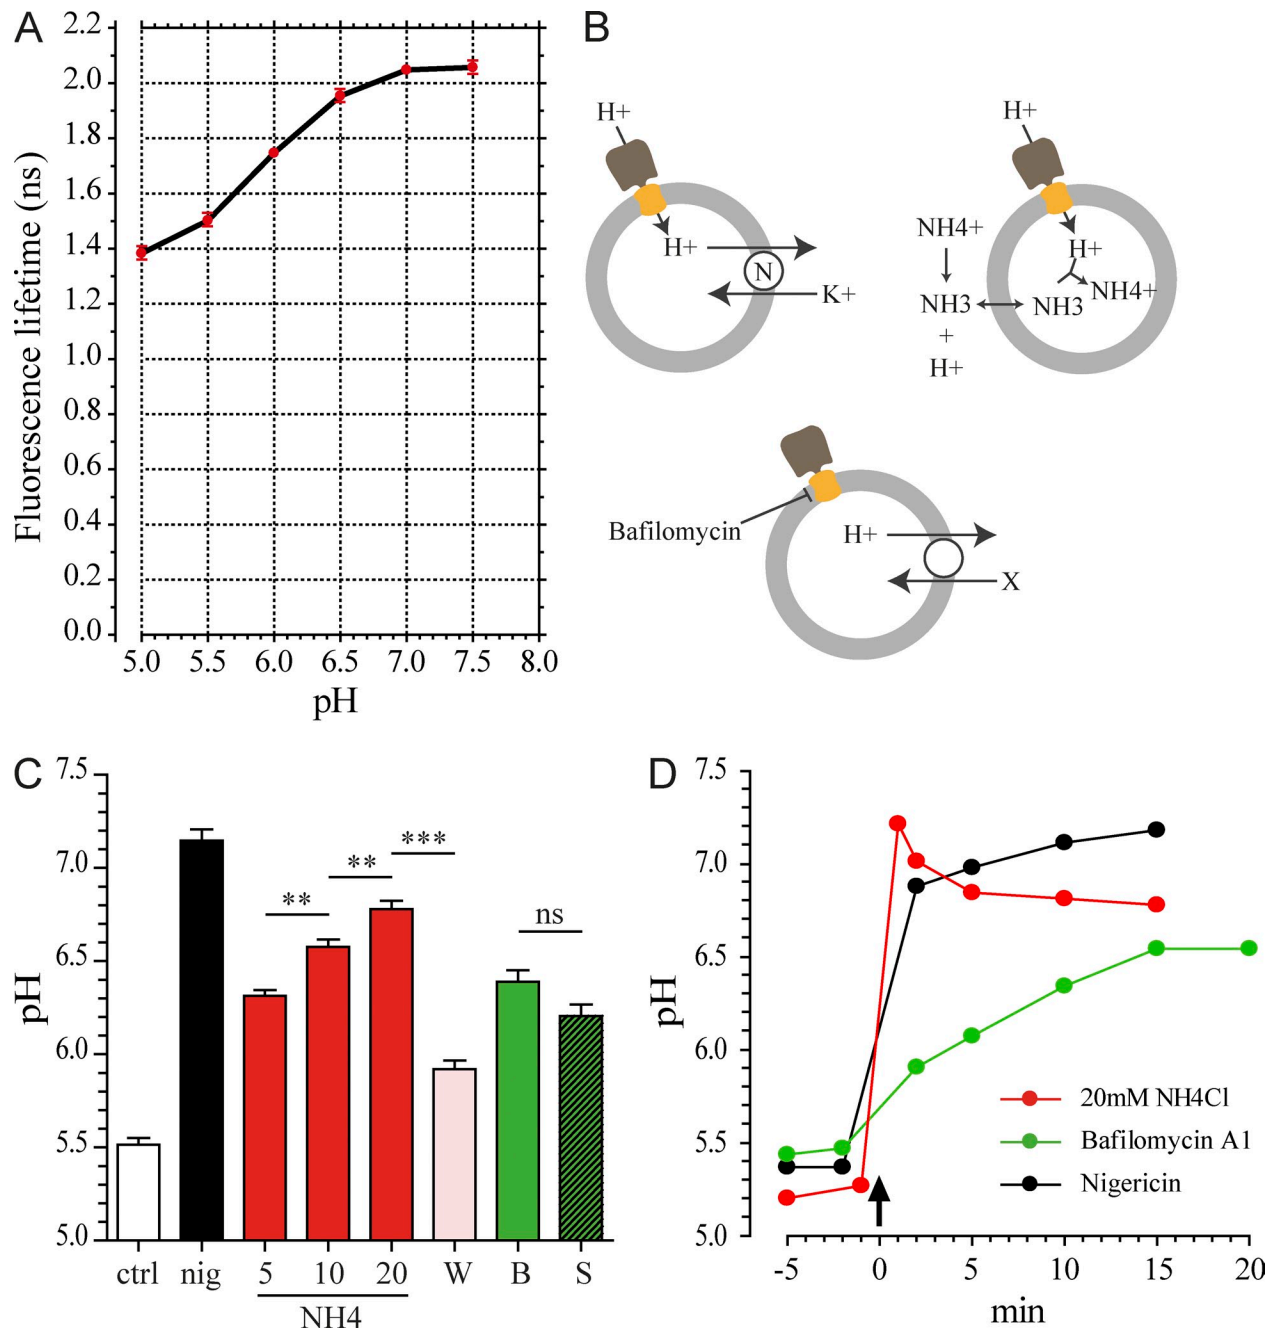 A
2.2
2.0
1.8
1.6
1.4
1.2
1.0
0.8
0.6
0.4
0.2
0.0
Fluorescence lifetime (ns)
5.0 5.5 6.0 6.5 7.0 7.5 8.0
pH
B
H+
H+
N
K+
H+
NH4+
H+
NH3
NH3
NH4+
+
H+
Bafilomycin
H+
X
C
7.5
7.0
6.5
6.0
5.5
5.0
pH
**
**
***
ns
ctrl nig 5 10 20 W B S
NH4
D
7.5
7.0
6.5
6.0
5.5
5.0
pH
20mM NH4Cl
Bafilomycin A1
Nigericin
-5 0 5 10 15 20
min